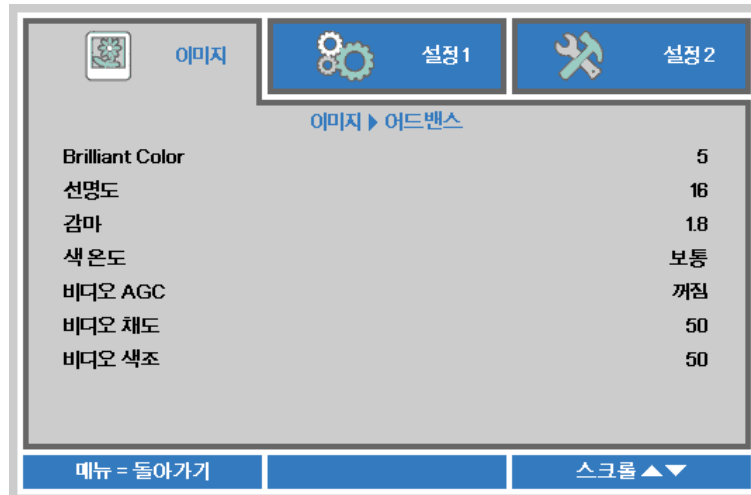 이미지 설정 1 설정 2
이미지 ▶ 어드밴스
Brilliant Color 5
선명도 16
감마 1.8
색 온도 보통
비디오 AGC 꺼짐
비디오 채도 50
비디오 색조 50
메뉴 = 돌아가기 스크롤 ▲▼